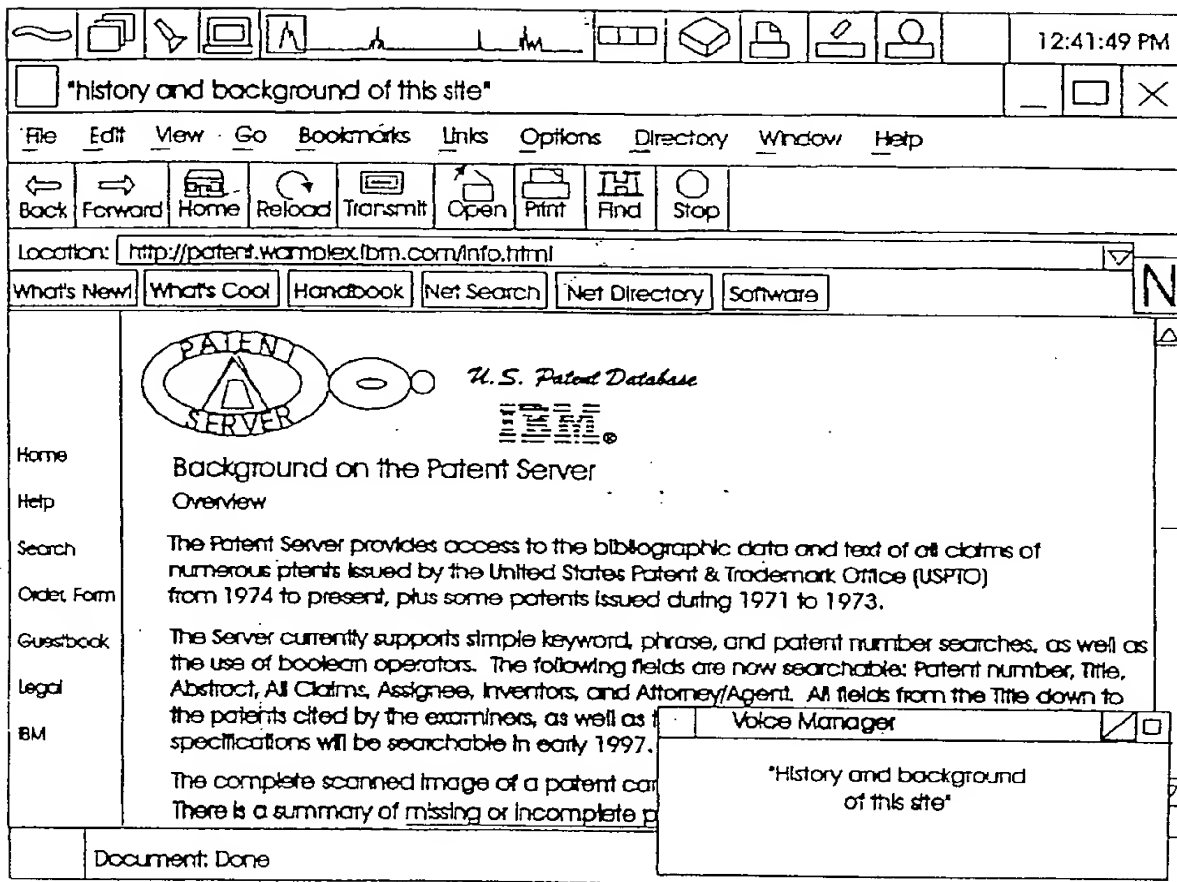 12:41:49 PM
"history and background of this site"
File Edit View Go Bookmarks Links Options Directory Window Help
Back Forward Home Reload Transmit Open Print Find Stop
Location: http://patent.womplex.ibm.com/info.html
What's New! What's Cool Handbook Net Search Net Directory Software
N
PATENT
SERVER
U.S. Patent Database
IBM®
Home
Background on the Patent Server
Help
Overview
Search
The Patent Server provides access to the bibliographic data and text of all claims of
numerous ptents issued by the United States Patent & Trademark Office (USPTO)
Order Form
from 1974 to present, plus some patents issued during 1971 to 1973.
Guestbook
The Server currently supports simple keyword, phrase, and patent number searches, as well as
the use of boolean operators. The following fields are now searchable: Patent number, Title,
Legal
Abstract, All Claims, Assignee, Inventors, and Attorney/Agent. All fields from the Title down to
the patents cited by the examiners, as well as
IBM
specifications will be searchable in early 1997.
The complete scanned image of a patent
There is a summary of missing or incomplete
Voice Manager
"History and background
of this site"
Document: Done